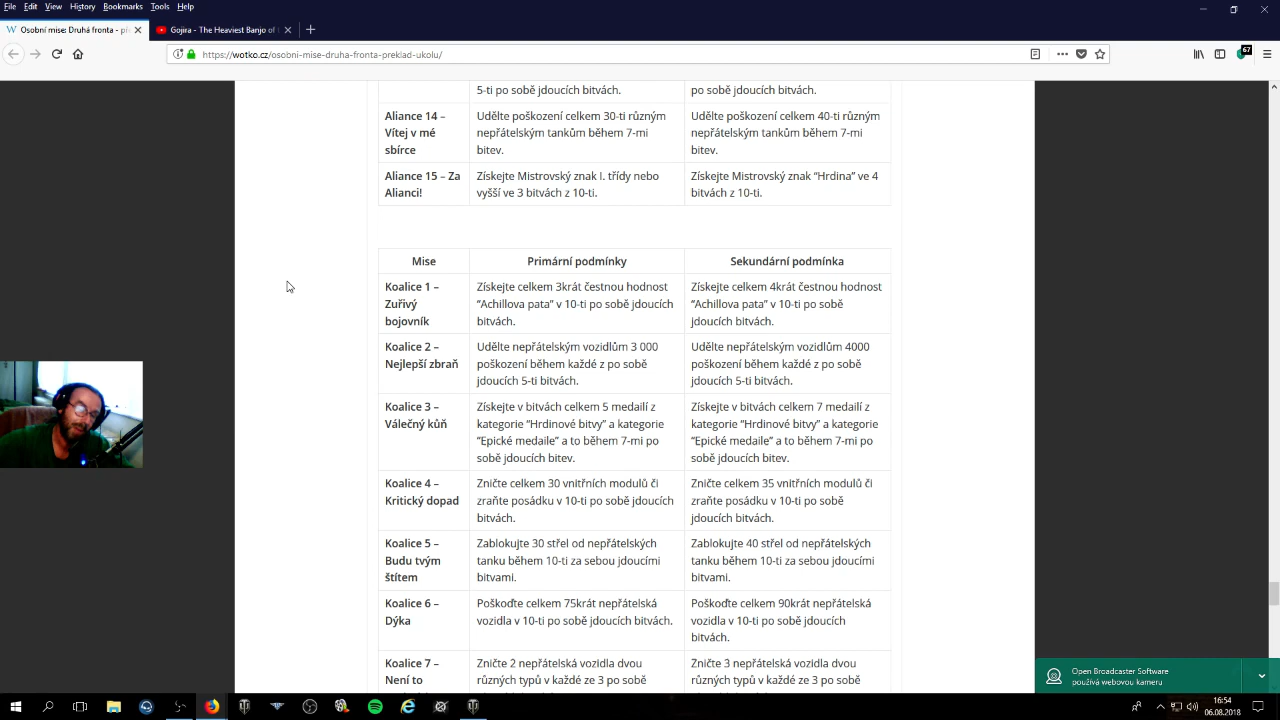 File Edit View History Bookmarks Tools Help
Osobní mise: Druhá fronta - pře
Gojira - The Heaviest Banjo of
https://wotko.cz/osobni-mise-druha-fronta-preklad-ukolu/
67
5-ti po sobě jdoucích bitvách.
po sobě jdoucích bitvách.
Aliance 14 –
Vítej v mé
sbírce
Udělte poškození celkem 30-ti různým
nepřátelským tankům během 7-mi
bitev.
Udělte poškození celkem 40-ti různým
nepřátelským tankům během 7-mi
bitev.
Aliance 15 – Za
Alianci!
Získejte Mistrovský znak I. třídy nebo
vyšší ve 3 bitvách z 10-ti.
Získejte Mistrovský znak “Hrdina” ve 4
bitvách z 10-ti.
Mise
Primární podmínky
Sekundární podmínka
Koalice 1 –
Zuřivý
bojovník
Získejte celkem 3krát čestnou hodnost
“Achillova pata” v 10-ti po sobě jdoucích
bitvách.
Získejte celkem 4krát čestnou hodnost
“Achillova pata” v 10-ti po sobě
jdoucích bitvách.
Koalice 2 –
Nejlepší zbraň
Udělte nepřátelským vozidlům 3 000
poškození během každé z po sobě
jdoucích 5-ti bitvách.
Udělte nepřátelským vozidlům 4000
poškození během každé z po sobě
jdoucích 5-ti bitvách.
Koalice 3 –
Válečný kůň
Získejte v bitvách celkem 5 medailí z
kategorie “Hrdinové bitvy” a kategorie
“Epické medaile” a to během 7-mi po
sobě jdoucích bitev.
Získejte v bitvách celkem 7 medailí z
kategorie “Hrdinové bitvy” a kategorie
“Epické medaile” a to během 7-mi po
sobě jdoucích bitev.
Koalice 4 –
Kritický dopad
Zničte celkem 30 vnitřních modulů či
zraňte posádku v 10-ti po sobě jdoucích
bitvách.
Zničte celkem 35 vnitřních modulů či
zraňte posádku v 10-ti po sobě
jdoucích bitvách.
Koalice 5 –
Budu tvým
štítem
Zablokujte 30 střel od nepřátelských
tanku během 10-ti za sebou jdoucími
bitvami.
Zablokujte 40 střel od nepřátelských
tanku během 10-ti za sebou jdoucími
bitvami.
Koalice 6 –
Dýka
Poškoďte celkem 75krát nepřátelská
vozidla v 10-ti po sobě jdoucích bitvách.
Poškoďte celkem 90krát nepřátelská
vozidla v 10-ti po sobě jdoucích
bitvách.
Koalice 7 –
Není to
Zničte 2 nepřátelská vozidla dvou
různých typů v každé ze 3 po sobě
Zničte 3 nepřátelská vozidla dvou
různých typů v každé ze 3 po sobě
Open Broadcaster Software
používá webovou kameru
16:54
06.08.2018